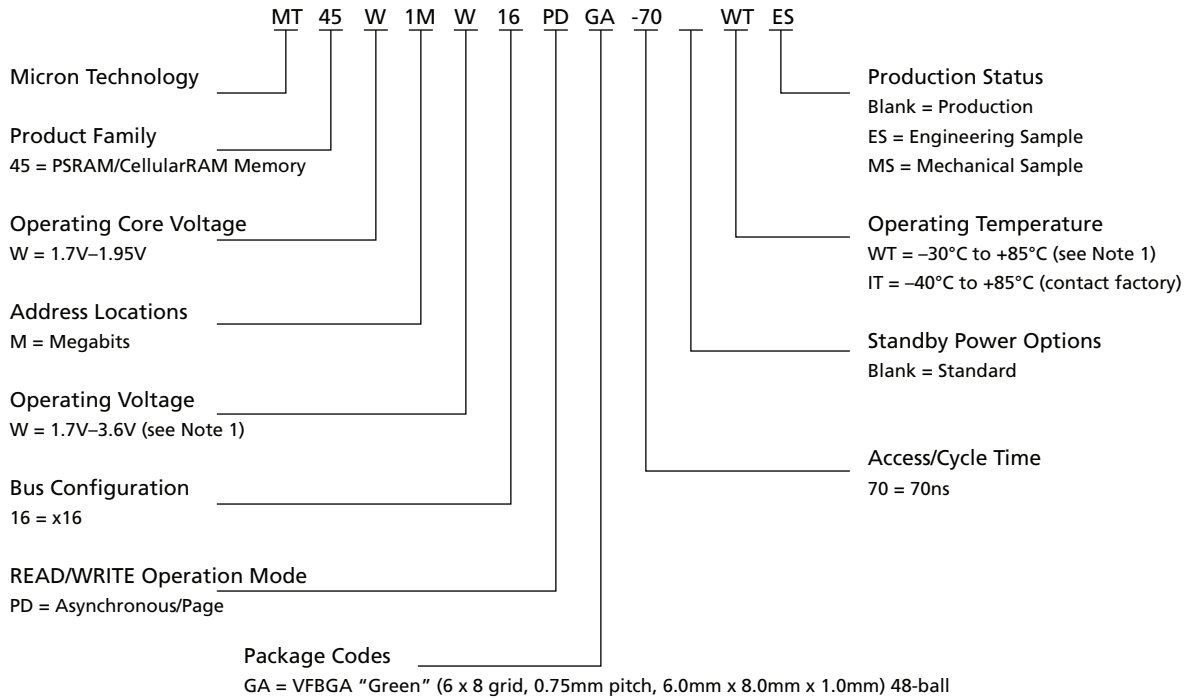 MT 45 W 1M W 16 PD GA -70 WT ES
Micron Technology
Product Family
45 = PSRAM/CellularRAM Memory
Operating Core Voltage
W = 1.7V–1.95V
Address Locations
M = Megabits
Operating Voltage
W = 1.7V–3.6V (see Note 1)
Bus Configuration
16 = x16
READ/WRITE Operation Mode
PD = Asynchronous/Page
Package Codes
GA = VFBGA “Green” (6 x 8 grid, 0.75mm pitch, 6.0mm x 8.0mm x 1.0mm) 48-ball
Production Status
Blank = Production
ES = Engineering Sample
MS = Mechanical Sample
Operating Temperature
WT = –30°C to +85°C (see Note 1)
IT = –40°C to +85°C (contact factory)
Standby Power Options
Blank = Standard
Access/Cycle Time
70 = 70ns